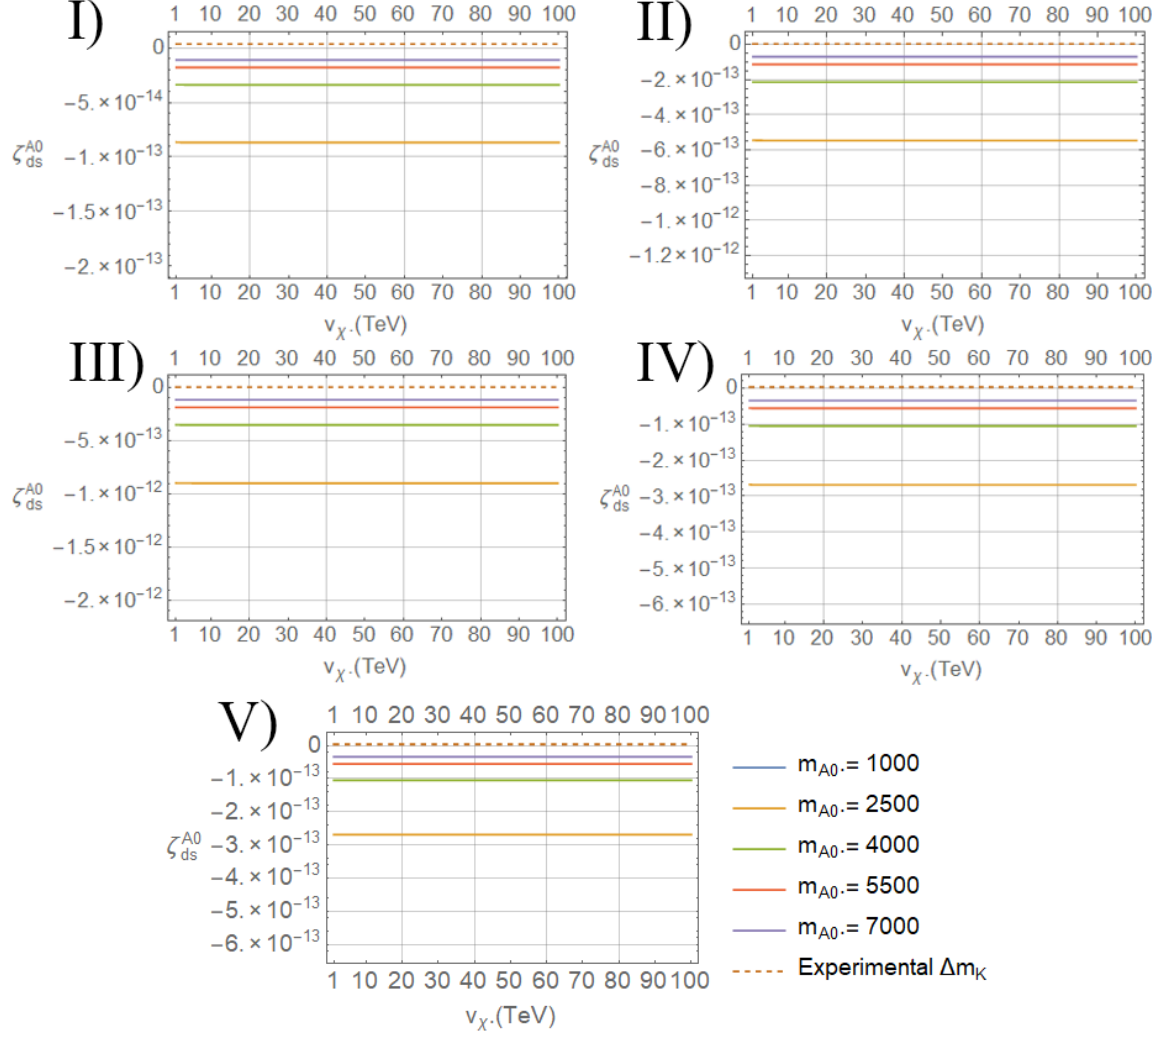 I)
1 10 20 30 40 50 60 70 80 90 100
0
-5.×10^-14
-1.×10^-13
-1.5×10^-13
-2.×10^-13
ζ_ds^A0
1 10 20 30 40 50 60 70 80 90 100
v_χ·(TeV)
II)
1 10 20 30 40 50 60 70 80 90 100
0
-2.×10^-13
-4.×10^-13
-6.×10^-13
-8.×10^-13
-1.×10^-12
-1.2×10^-12
ζ_ds^A0
1 10 20 30 40 50 60 70 80 90 100
v_χ·(TeV)
III)
1 10 20 30 40 50 60 70 80 90 100
0
-5.×10^-13
-1.×10^-12
-1.5×10^-12
-2.×10^-12
ζ_ds^A0
1 10 20 30 40 50 60 70 80 90 100
v_χ·(TeV)
IV)
1 10 20 30 40 50 60 70 80 90 100
0
-1.×10^-13
-2.×10^-13
-3.×10^-13
-4.×10^-13
-5.×10^-13
-6.×10^-13
ζ_ds^A0
1 10 20 30 40 50 60 70 80 90 100
v_χ·(TeV)
V)
1 10 20 30 40 50 60 70 80 90 100
0
-1.×10^-13
-2.×10^-13
-3.×10^-13
-4.×10^-13
-5.×10^-13
-6.×10^-13
ζ_ds^A0
1 10 20 30 40 50 60 70 80 90 100
v_χ·(TeV)
m_A0·= 1000
m_A0·= 2500
m_A0·= 4000
m_A0·= 5500
m_A0·= 7000
Experimental Δm_K